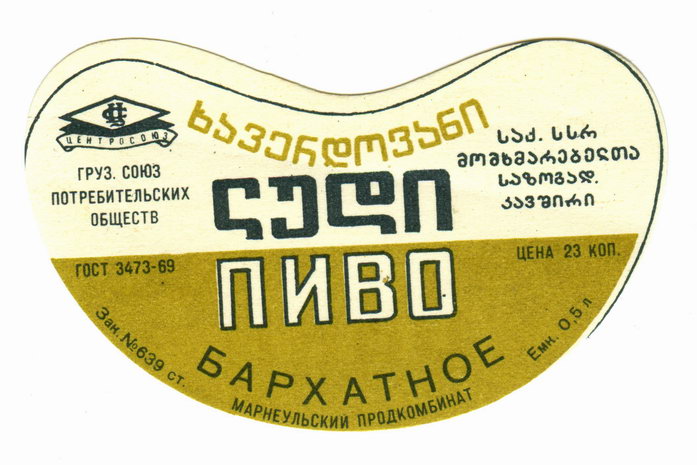 ЦЕНТРОСОЮЗ
ГРУЗ. СОЮЗ
ПОТРЕБИТЕЛЬСКИХ
ОБЩЕСТВ
ხავერდოვანი
ლუდი
საქ. სსრ
მომხმარებელთა
საზოგად.
კავშირი
ГОСТ 3473-69
ПИВО
ЦЕНА 23 КОП.
Зак. №639 ст.
БАРХАТНОЕ
Емк. 0,5 л
МАРНЕУЛЬСКИЙ ПРОДКОМБИНАТ